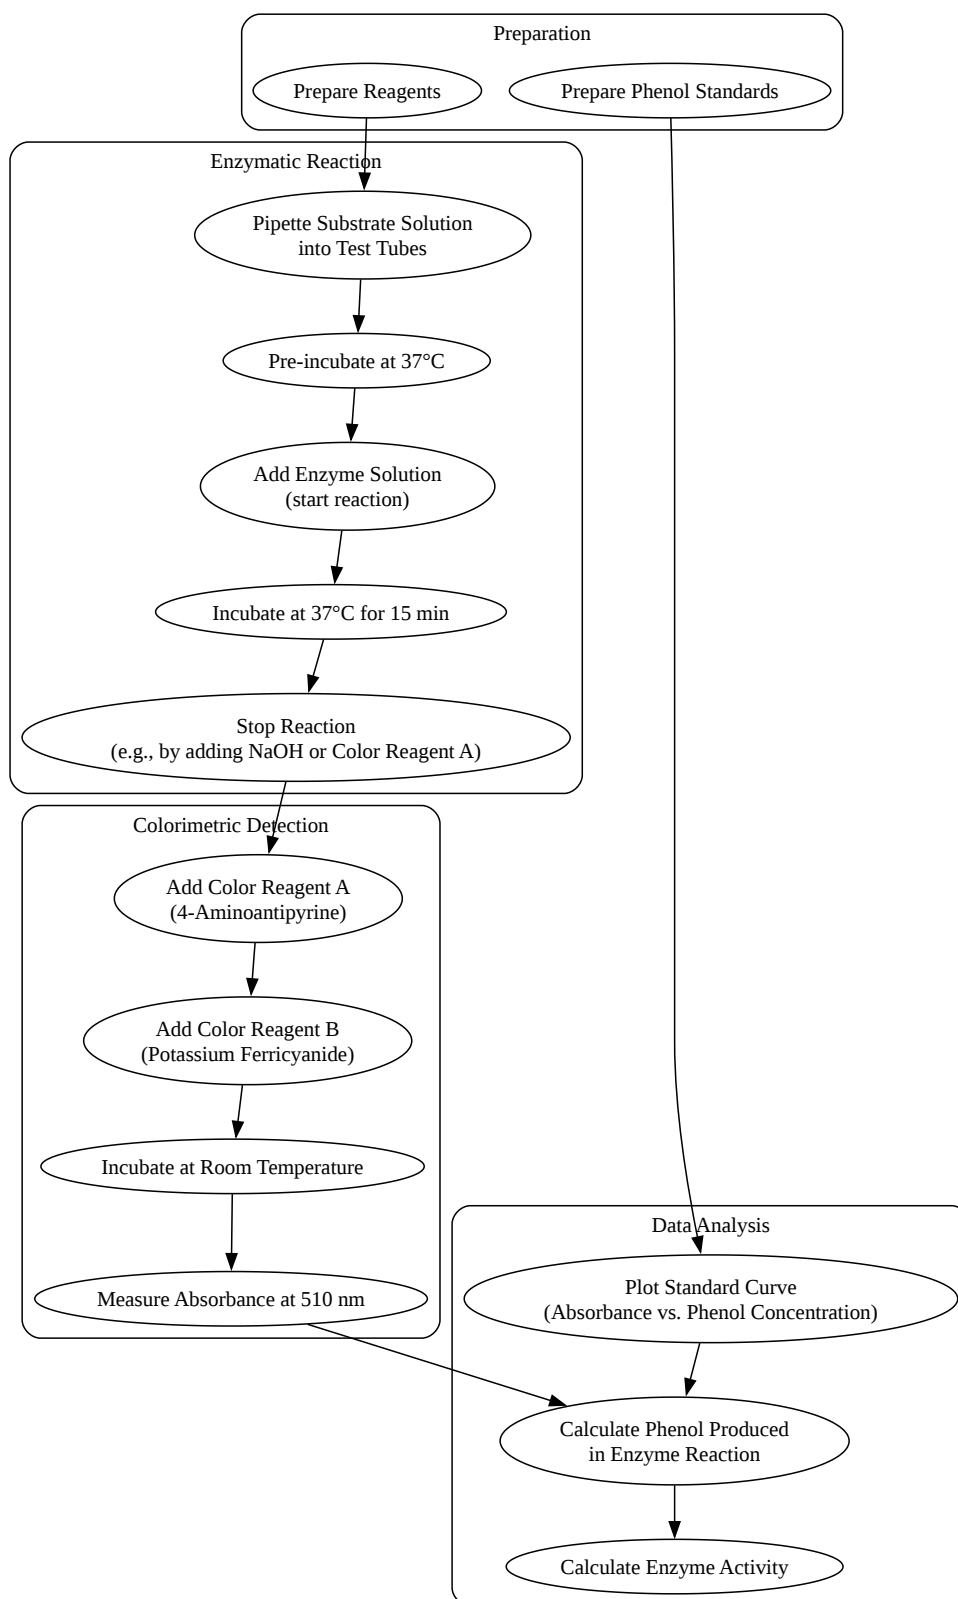 Preparation
Prepare Reagents
Prepare Phenol Standards
Enzymatic Reaction
Pipette Substrate Solution
into Test Tubes
Pre-incubate at 37°C
Add Enzyme Solution
(start reaction)
Incubate at 37°C for 15 min
Stop Reaction
(e.g., by adding NaOH or Color Reagent A)
Colorimetric Detection
Add Color Reagent A
(4-Aminoantipyrine)
Add Color Reagent B
(Potassium Ferricyanide)
Incubate at Room Temperature
Measure Absorbance at 510 nm
Data Analysis
Plot Standard Curve
(Absorbance vs. Phenol Concentration)
Calculate Phenol Produced
in Enzyme Reaction
Calculate Enzyme Activity